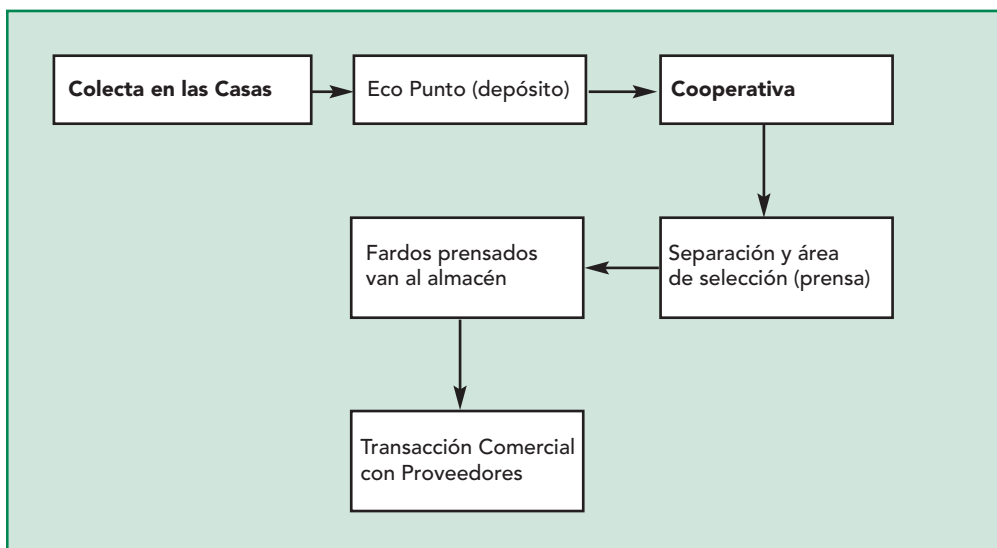 Colecta en las Casas
Eco Punto (depósito)
Cooperativa
Separación y área
de selección (prensa)
Fardos prensados
van al almacén
Transacción Comercial
con Proveedores